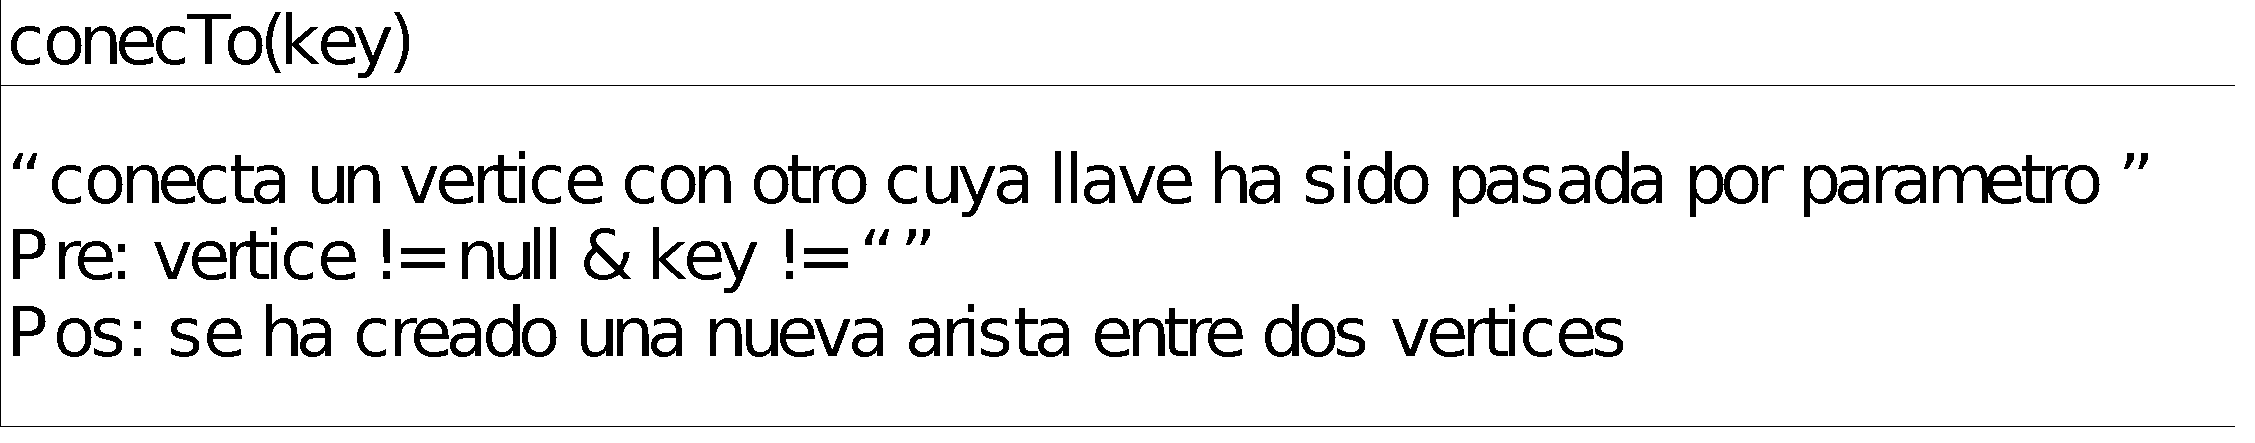 conecTo(key)
“conecta un vertice con otro cuya llave ha sido pasada por parametro ”
Pre: vertice != null & key != “”
Pos: se ha creado una nueva arista entre dos vertices